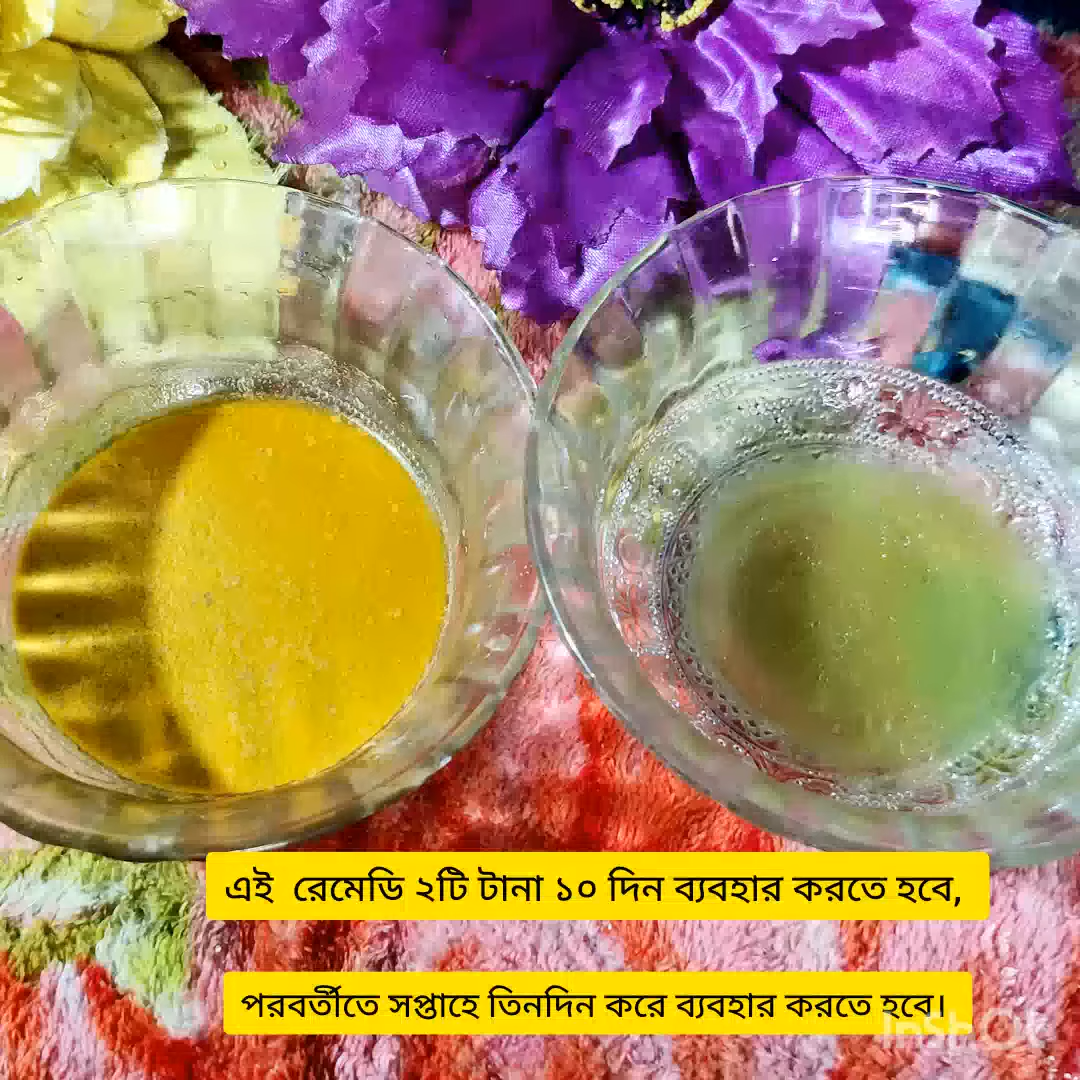 এই রেমেডি ২টি টানা ১০ দিন ব্যবহার করতে হবে,
পরবর্তীতে সপ্তাহে তিনদিন করে ব্যবহার করতে হবে।
InShOt